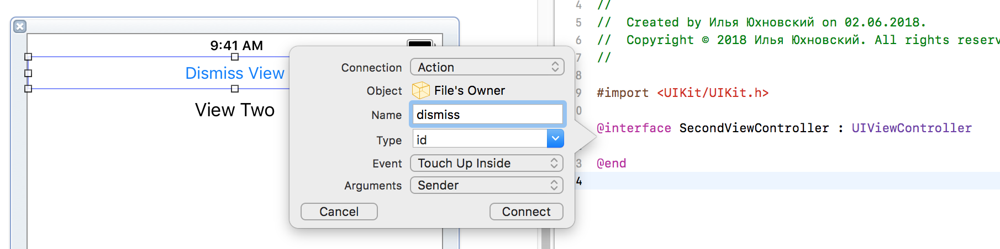 9:41 AM
Dismiss View
View Two
Connection Action
Object File's Owner
Name dismiss
Type id
Event Touch Up Inside
Arguments Sender
Cancel Connect
4 //
5 // Created by Илья Юхновский on 02.06.2018.
6 // Copyright © 2018 Илья Юхновский. All rights reserv
7 //
8
9 #import <UIKit/UIKit.h>
0
@interface SecondViewController : UIViewController
3 @end
4